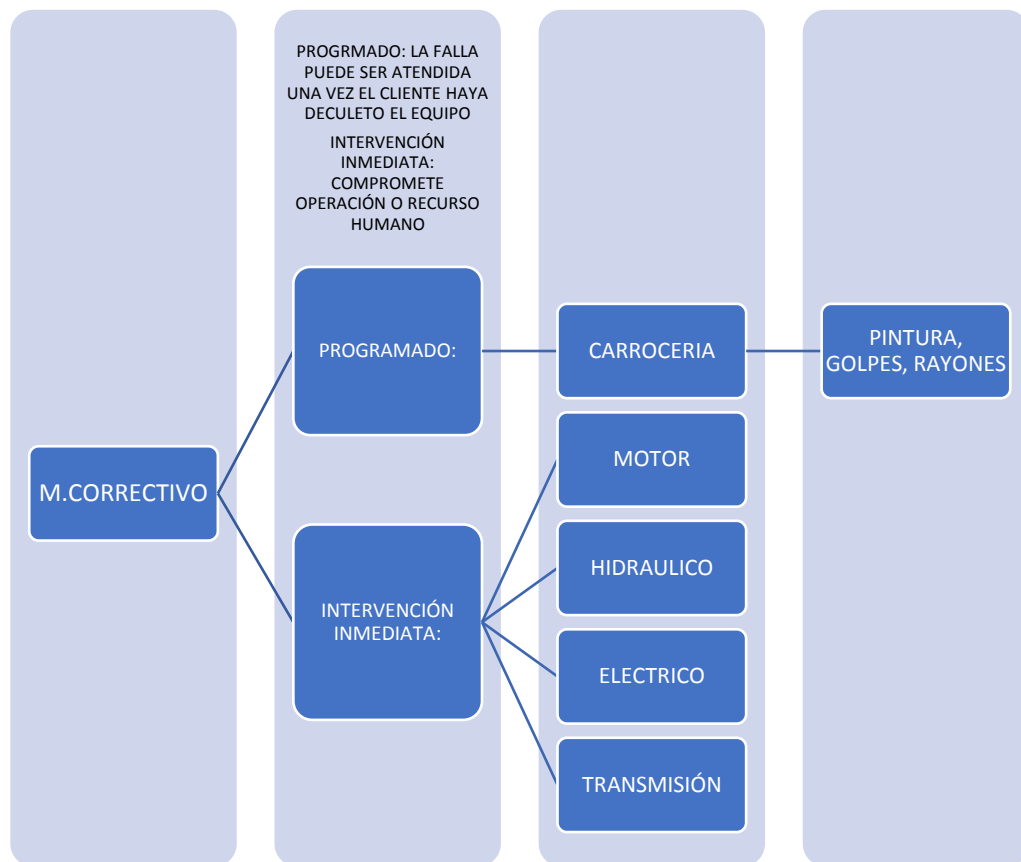 PROGRMADO: LA FALLA
PUEDE SER ATENDIDA
UNA VEZ EL CLIENTE HAYA
DECULETO EL EQUIPO
INTERVENCIÓN
INMEDIATA:
COMPROMETE
OPERACIÓN O RECURSO
HUMANO
M.CORRECTIVO
PROGRAMADO:
CARROCERIA
PINTURA,
GOLPES, RAYONES
INTERVENCIÓN
INMEDIATA:
MOTOR
HIDRAULICO
ELECTRICO
TRANSMISIÓN